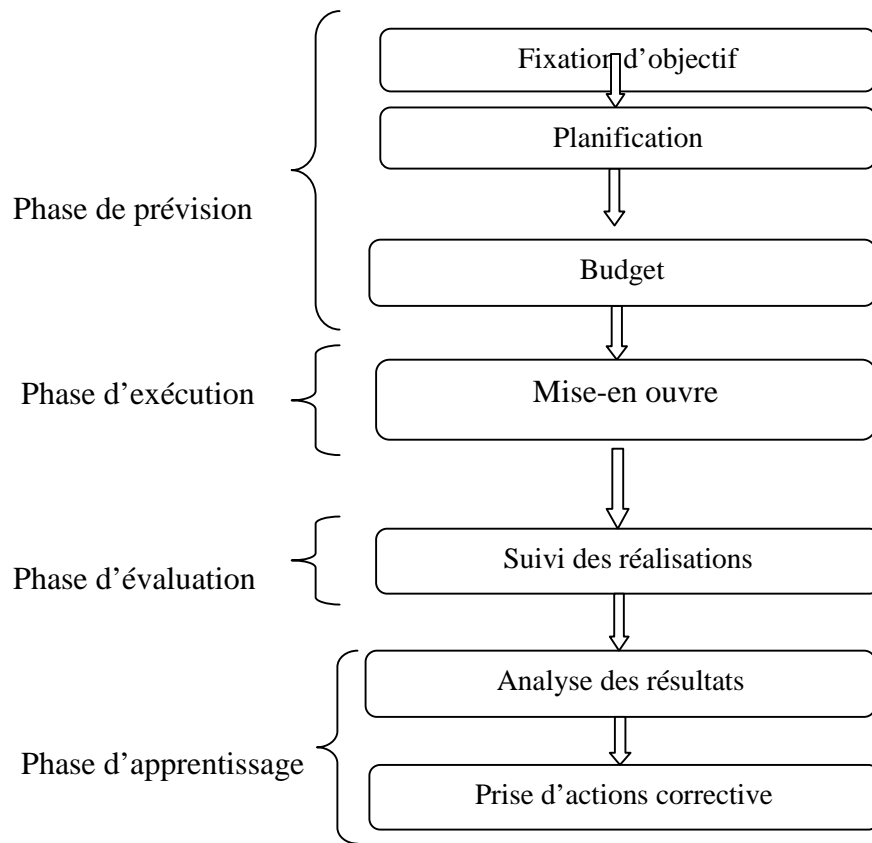 Fixation d’objectif
Planification
Phase de prévision
Budget
Phase d’exécution
Mise-en ouvre
Phase d’évaluation
Suivi des réalisations
Analyse des résultats
Phase d’apprentissage
Prise d’actions corrective